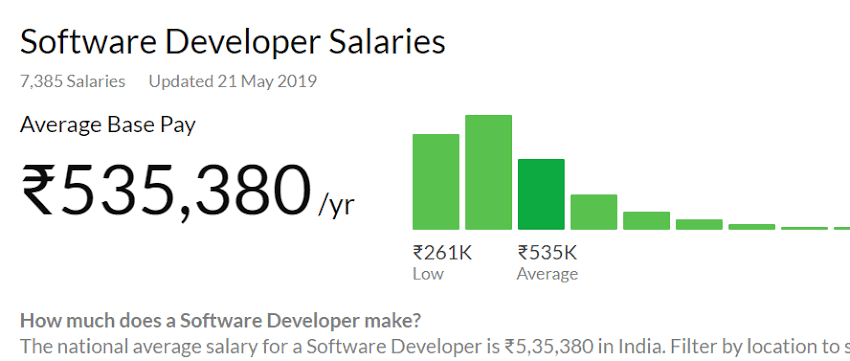 Software Developer Salaries
7,385 Salaries Updated 21 May 2019
Average Base Pay
₹535,380 /yr
₹261K ₹535K
Low Average
How much does a Software Developer make?
The national average salary for a Software Developer is ₹5,35,380 in India. Filter by location to